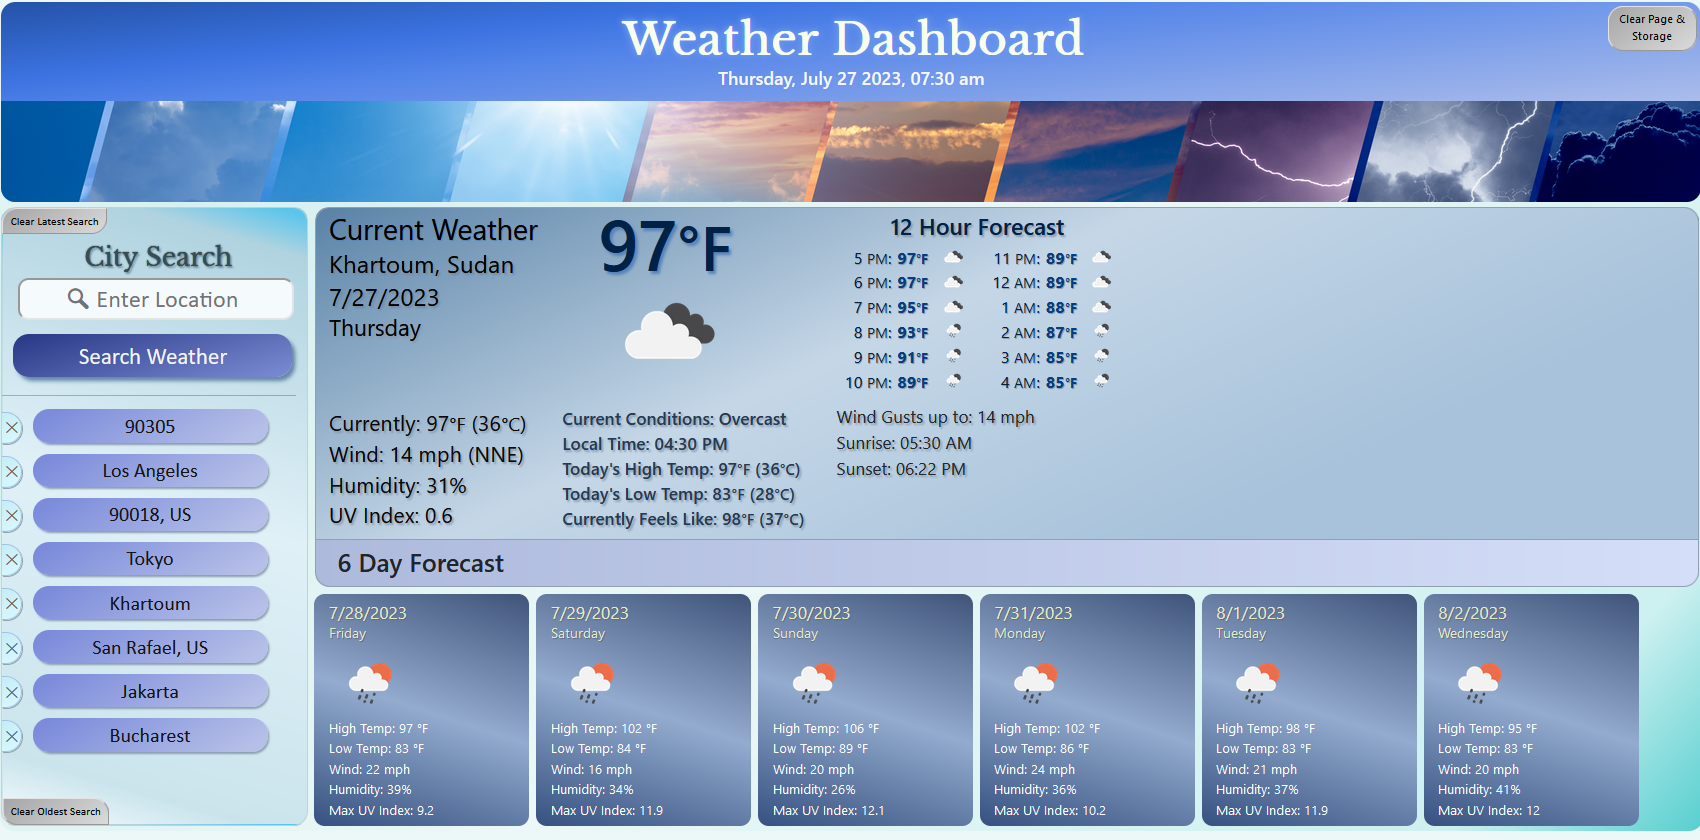 Weather Dashboard
Thursday, July 27 2023, 07:30 am
Clear Page &
Storage
Clear Latest Search
City Search
Enter Location
Search Weather
90305
Los Angeles
90018, US
Tokyo
Khartoum
San Rafael, US
Jakarta
Bucharest
Clear Oldest Search
Current Weather
Khartoum, Sudan
7/27/2023
Thursday
97°F
Currently: 97°F (36°C)
Wind: 14 mph (NNE)
Humidity: 31%
UV Index: 0.6
Current Conditions: Overcast
Local Time: 04:30 PM
Today's High Temp: 97°F (36°C)
Today's Low Temp: 83°F (28°C)
Currently Feels Like: 98°F (37°C)
12 Hour Forecast
5 PM: 97°F
6 PM: 97°F
7 PM: 95°F
8 PM: 93°F
9 PM: 91°F
10 PM: 89°F
11 PM: 89°F
12 AM: 89°F
1 AM: 88°F
2 AM: 87°F
3 AM: 85°F
4 AM: 85°F
Wind Gusts up to: 14 mph
Sunrise: 05:30 AM
Sunset: 06:22 PM
6 Day Forecast
7/28/2023
Friday
High Temp: 97 °F
Low Temp: 83 °F
Wind: 22 mph
Humidity: 39%
Max UV Index: 9.2
7/29/2023
Saturday
High Temp: 102 °F
Low Temp: 84 °F
Wind: 16 mph
Humidity: 34%
Max UV Index: 11.9
7/30/2023
Sunday
High Temp: 106 °F
Low Temp: 89 °F
Wind: 20 mph
Humidity: 26%
Max UV Index: 12.1
7/31/2023
Monday
High Temp: 102 °F
Low Temp: 86 °F
Wind: 24 mph
Humidity: 36%
Max UV Index: 10.2
8/1/2023
Tuesday
High Temp: 98 °F
Low Temp: 83 °F
Wind: 21 mph
Humidity: 37%
Max UV Index: 11.9
8/2/2023
Wednesday
High Temp: 95 °F
Low Temp: 83 °F
Wind: 20 mph
Humidity: 41%
Max UV Index: 12